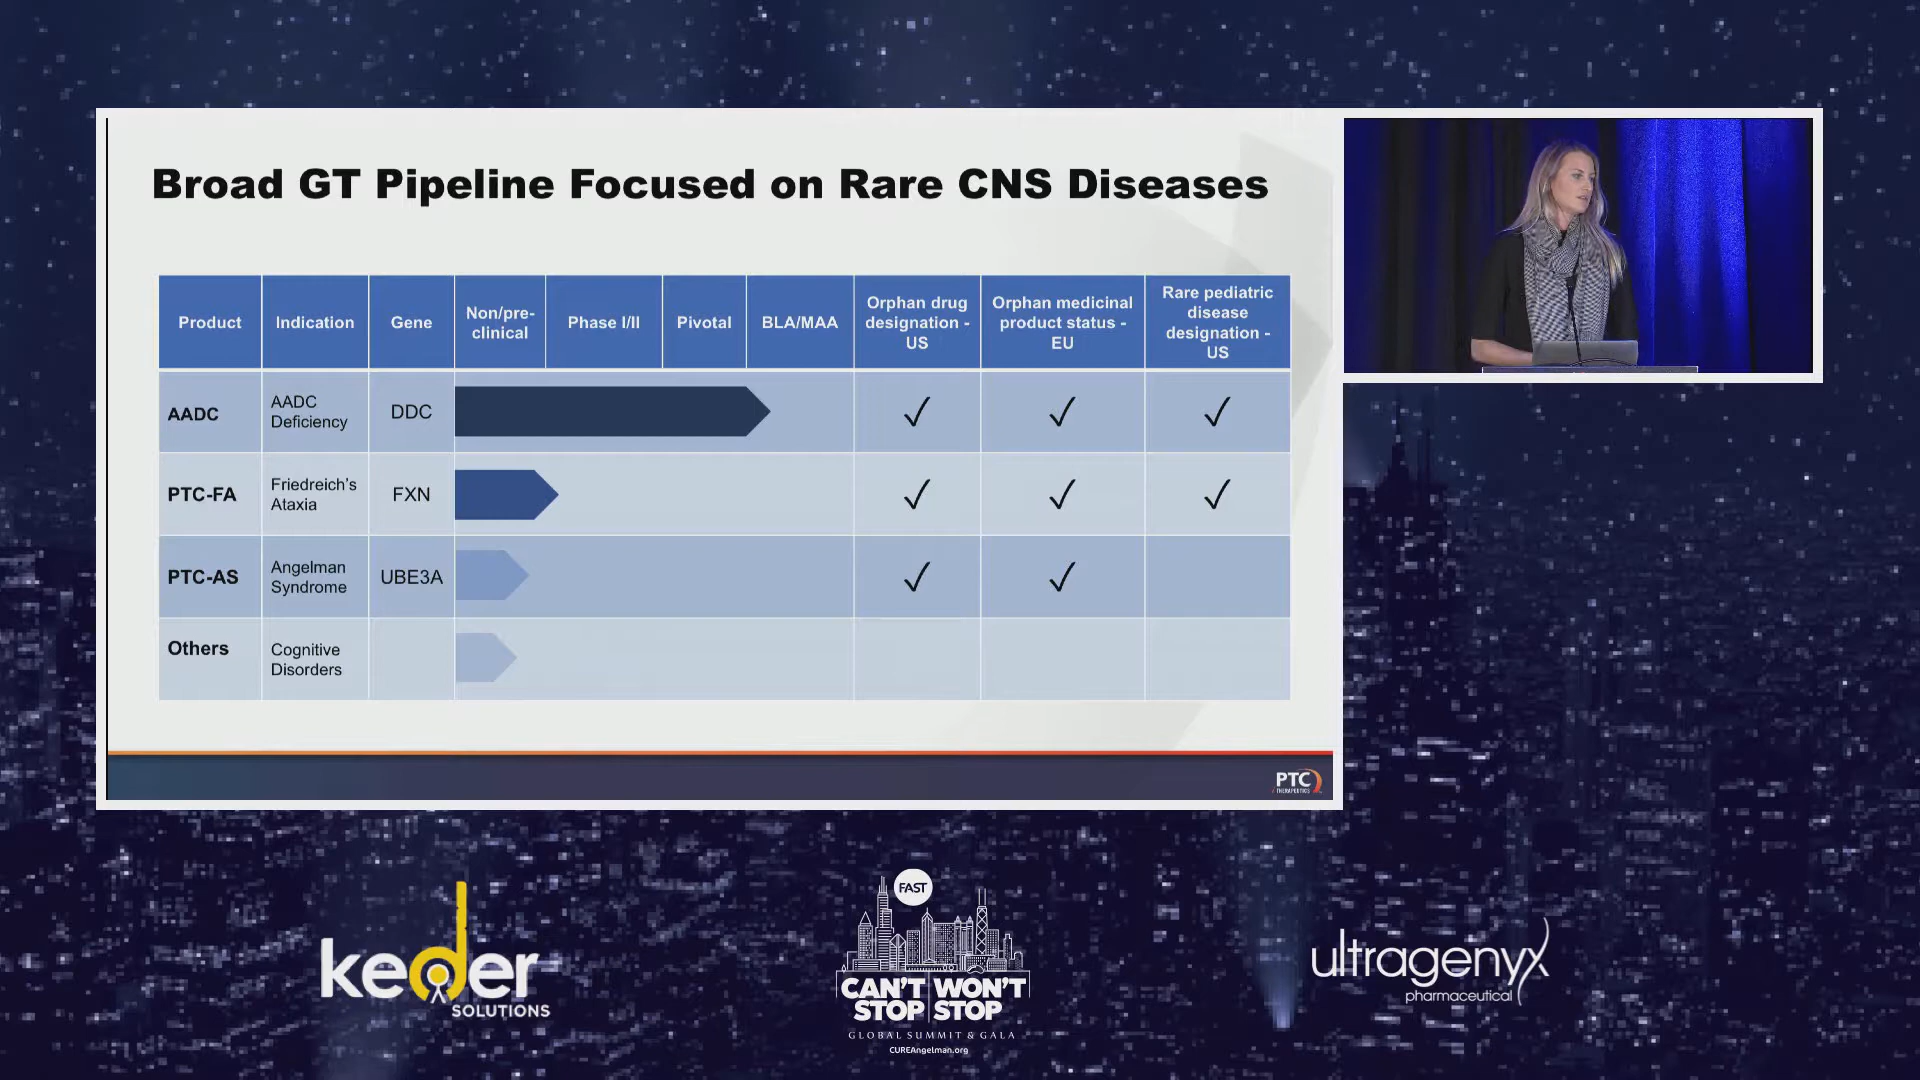 Broad GT Pipeline Focused on Rare CNS Diseases
Product
Indication
Gene
Non/pre-
clinical
Phase I/II
Pivotal
BLA/MAA
Orphan drug
designation -
US
Orphan medicinal
product status -
EU
Rare pediatric
disease
designation -
US
AADC
AADC
Deficiency
DDC
✓
✓
✓
PTC-FA
Friedreich's
Ataxia
FXN
✓
✓
✓
PTC-AS
Angelman
Syndrome
UBE3A
✓
✓
Others
Cognitive
Disorders
PTC
THERAPEUTICS
keder
SOLUTIONS
FAST
CAN'T WON'T
STOP STOP
GLOBAL SUMMIT & GALA
CUREAngelman.org
ultragenyx
pharmaceutical